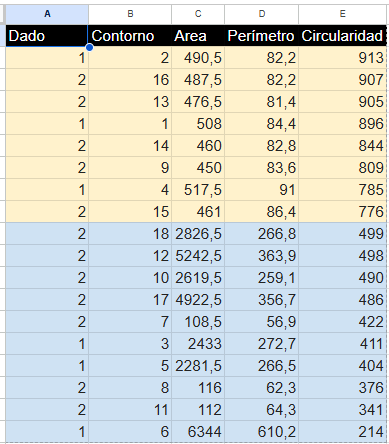 A B C D E
Dado Contorno Area Perímetro Circularidad
1 2 490,5 82,2 913
2 16 487,5 82,2 907
2 13 476,5 81,4 905
1 1 508 84,4 896
2 14 460 82,8 844
2 9 450 83,6 809
1 4 517,5 91 785
2 15 461 86,4 776
2 18 2826,5 266,8 499
2 12 5242,5 363,9 498
2 10 2619,5 259,1 490
2 17 4922,5 356,7 486
2 7 108,5 56,9 422
1 3 2433 272,7 411
1 5 2281,5 266,5 404
2 8 116 62,3 376
2 11 112 64,3 341
1 6 6344 610,2 214